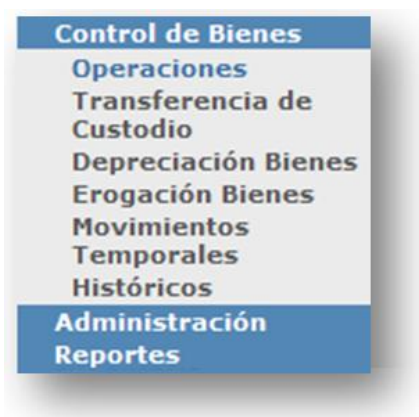 Control de Bienes
Operaciones
Transferencia de
Custodio
Depreciación Bienes
Erogación Bienes
Movimientos
Temporales
Históricos
Administración
Reportes